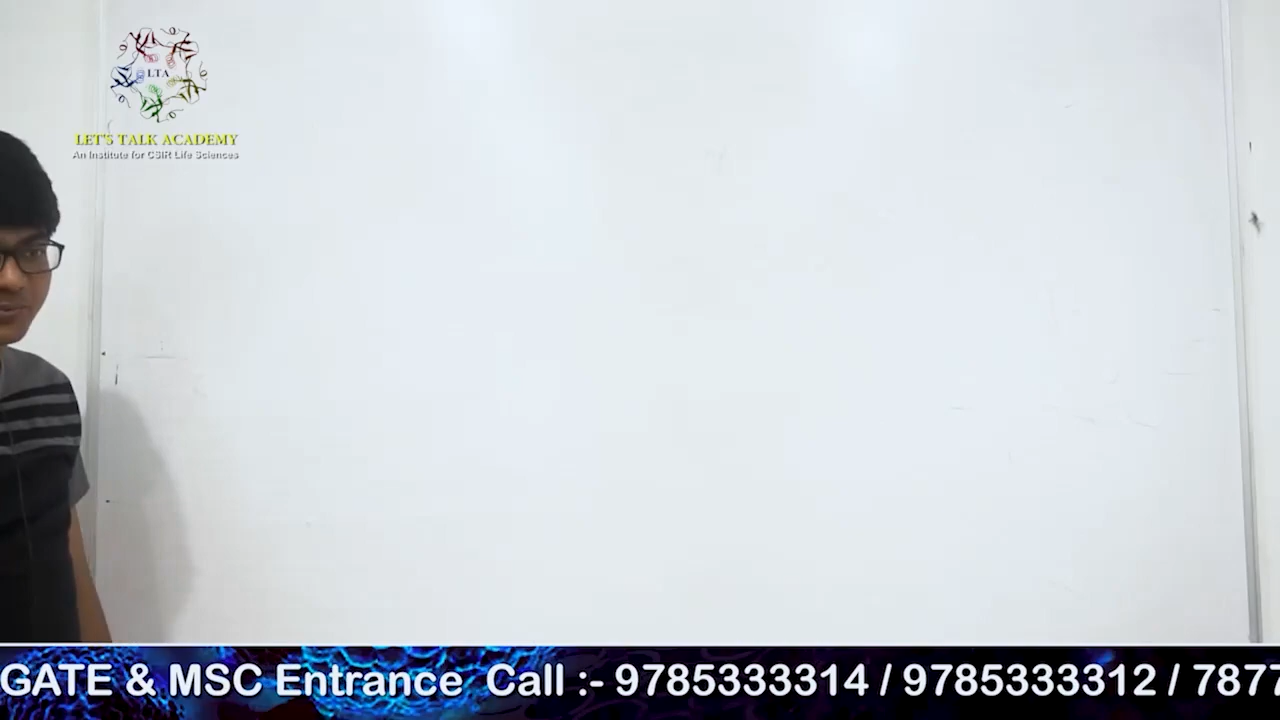 LTA
LET'S TALK ACADEMY
An Institute for CSIR Life Sciences
GATE & MSC Entrance Call :- 9785333314 / 9785333312 / 7877